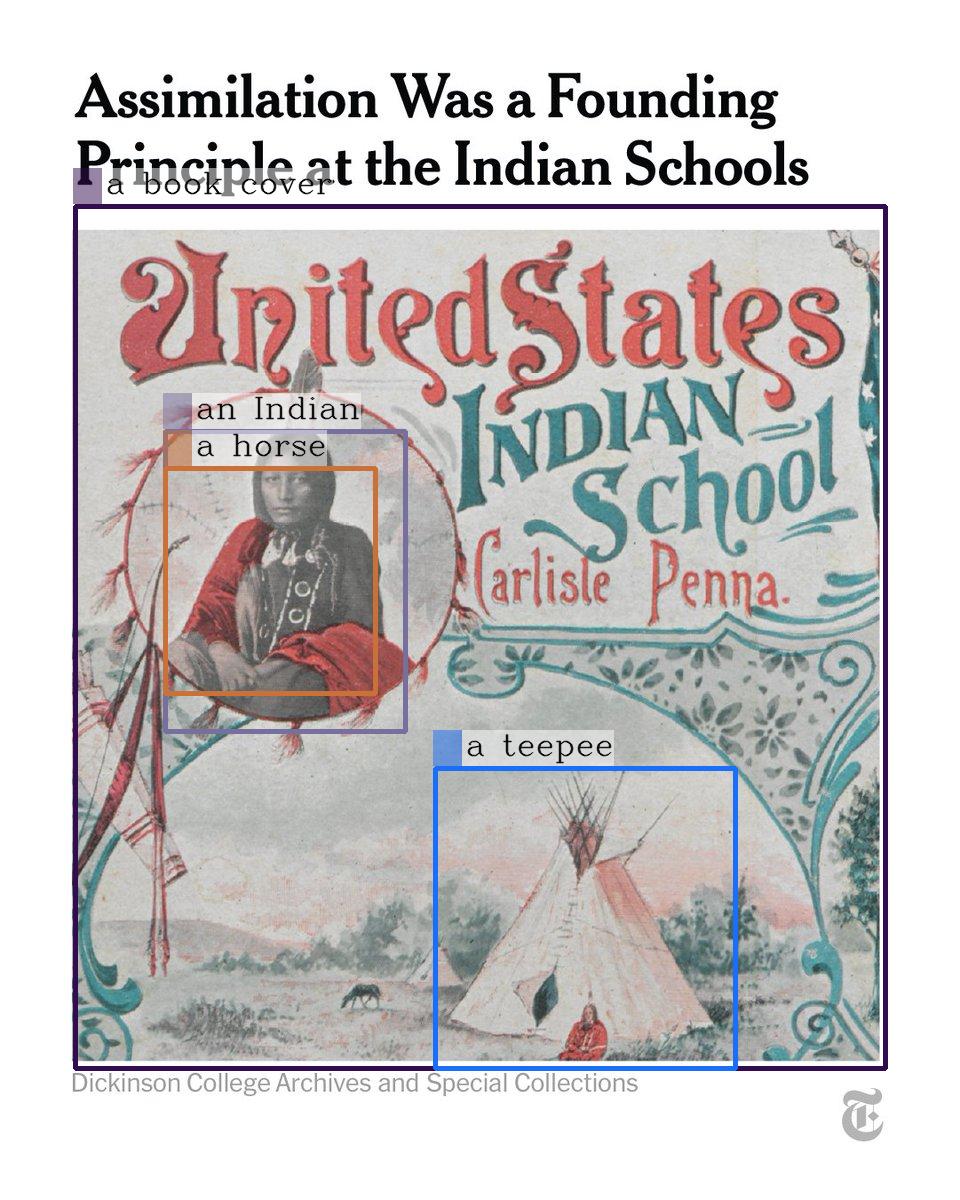 Assimilation Was a Founding
Principle at the Indian Schools
a book cover
United States
an Indian
Indian
a horse
School
Carlisle Penna.
a teepee
Dickinson College Archives and Special Collections
T